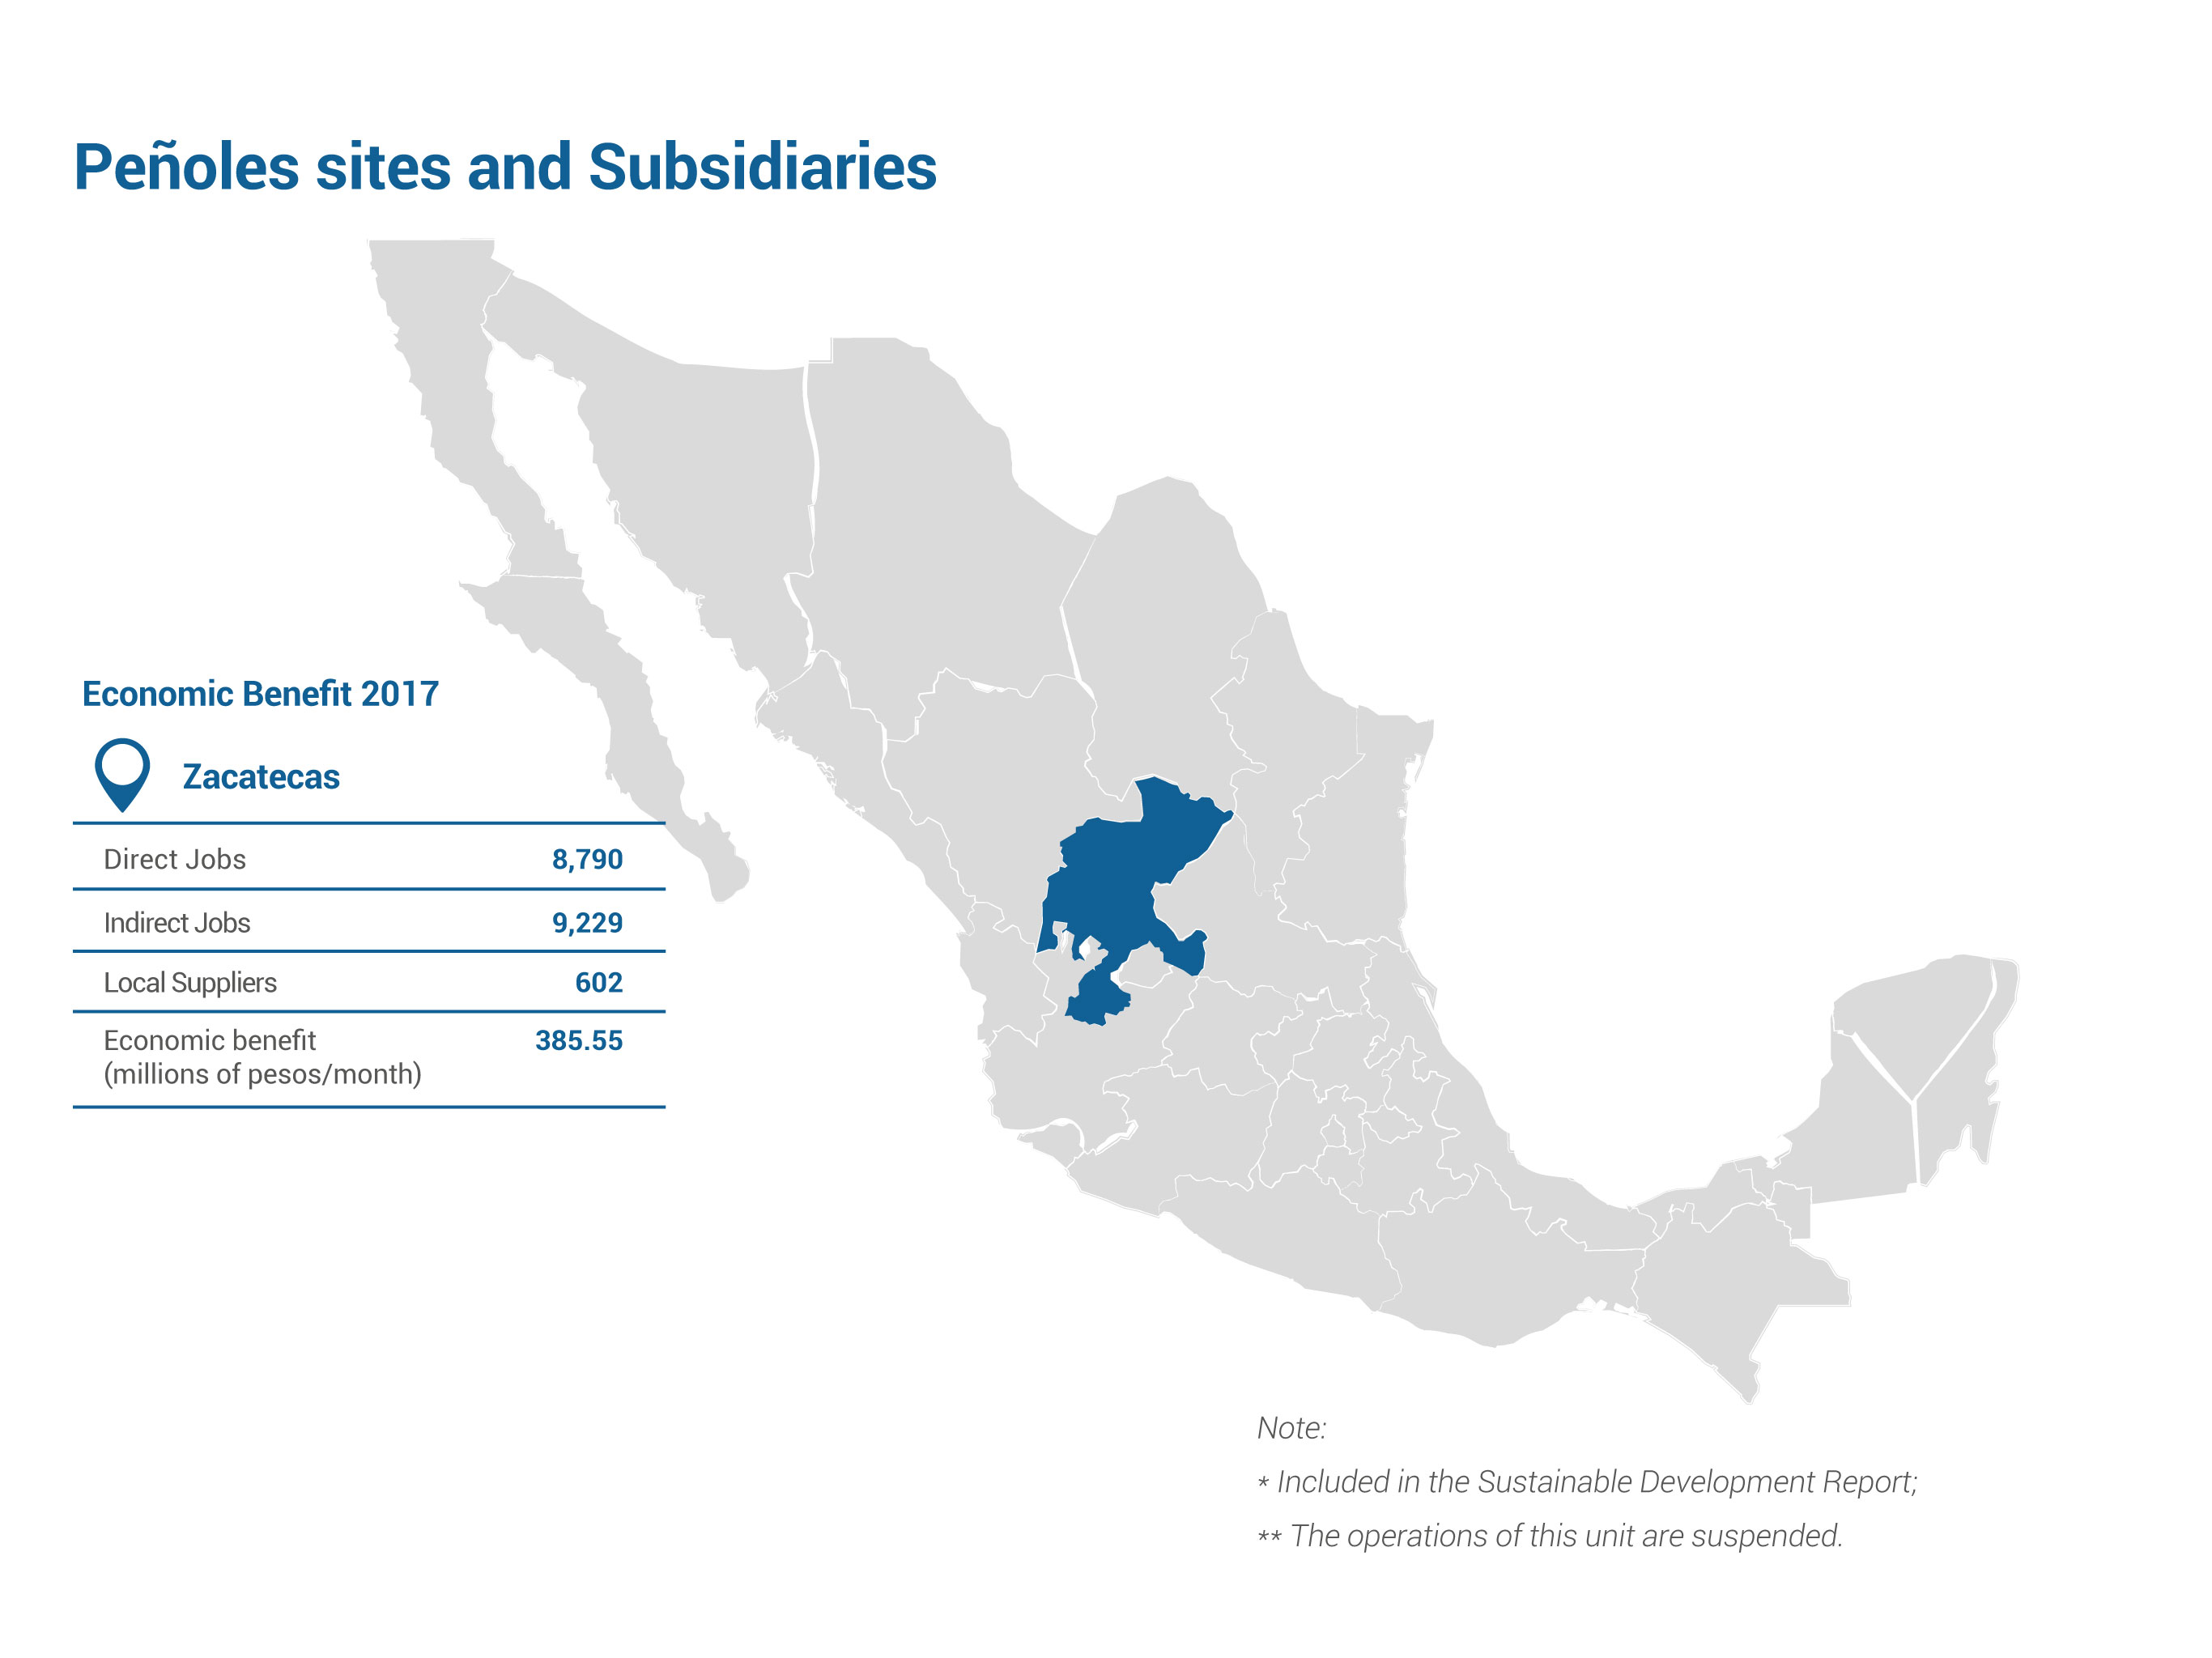 Peñoles sites and Subsidiaries
Economic Benefit 2017
Zacatecas
Direct Jobs 8,790
Indirect Jobs 9,229
Local Suppliers 602
Economic benefit 385.55
(millions of pesos/month)
Note:
* Included in the Sustainable Development Report;
** The operations of this unit are suspended.